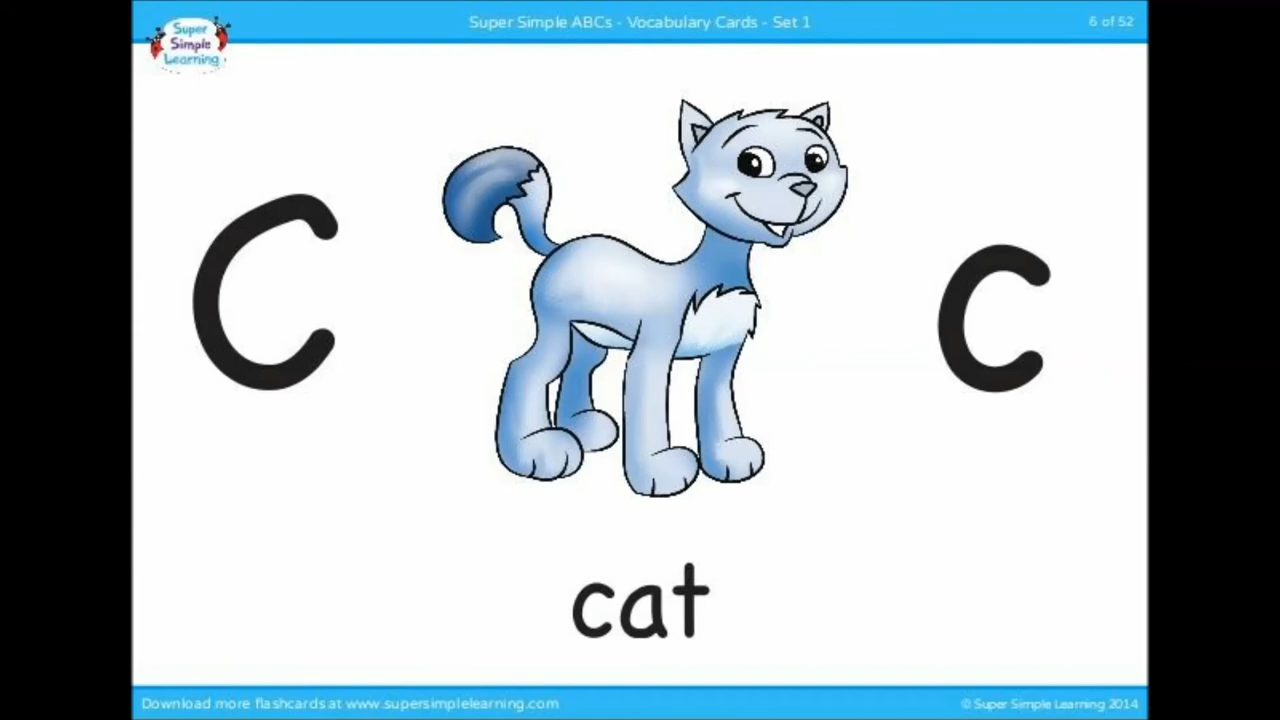 Super Simple ABCs - Vocabulary Cards - Set 1
6 of 52
Super
Simple
Learning
C
c
cat
Download more flashcards at www.supersimplelearning.com
© Super Simple Learning 2014